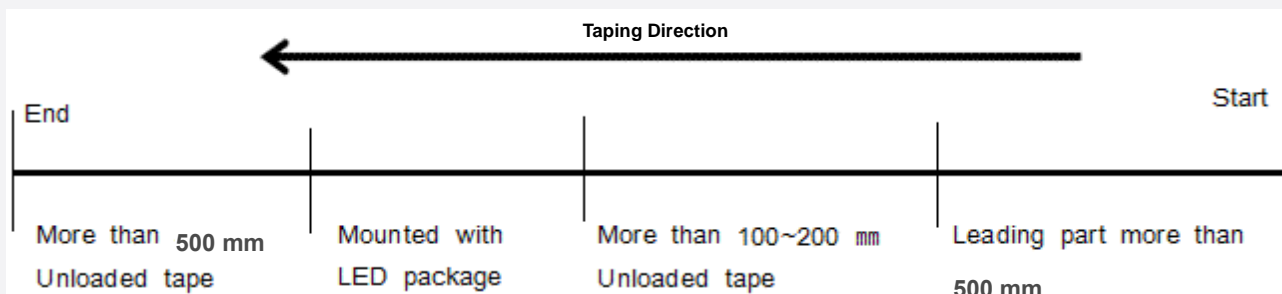 Taping Direction
End
Start
More than 500 mm
Unloaded tape
Mounted with
LED package
More than 100~200 mm
Unloaded tape
Leading part more than
500 mm